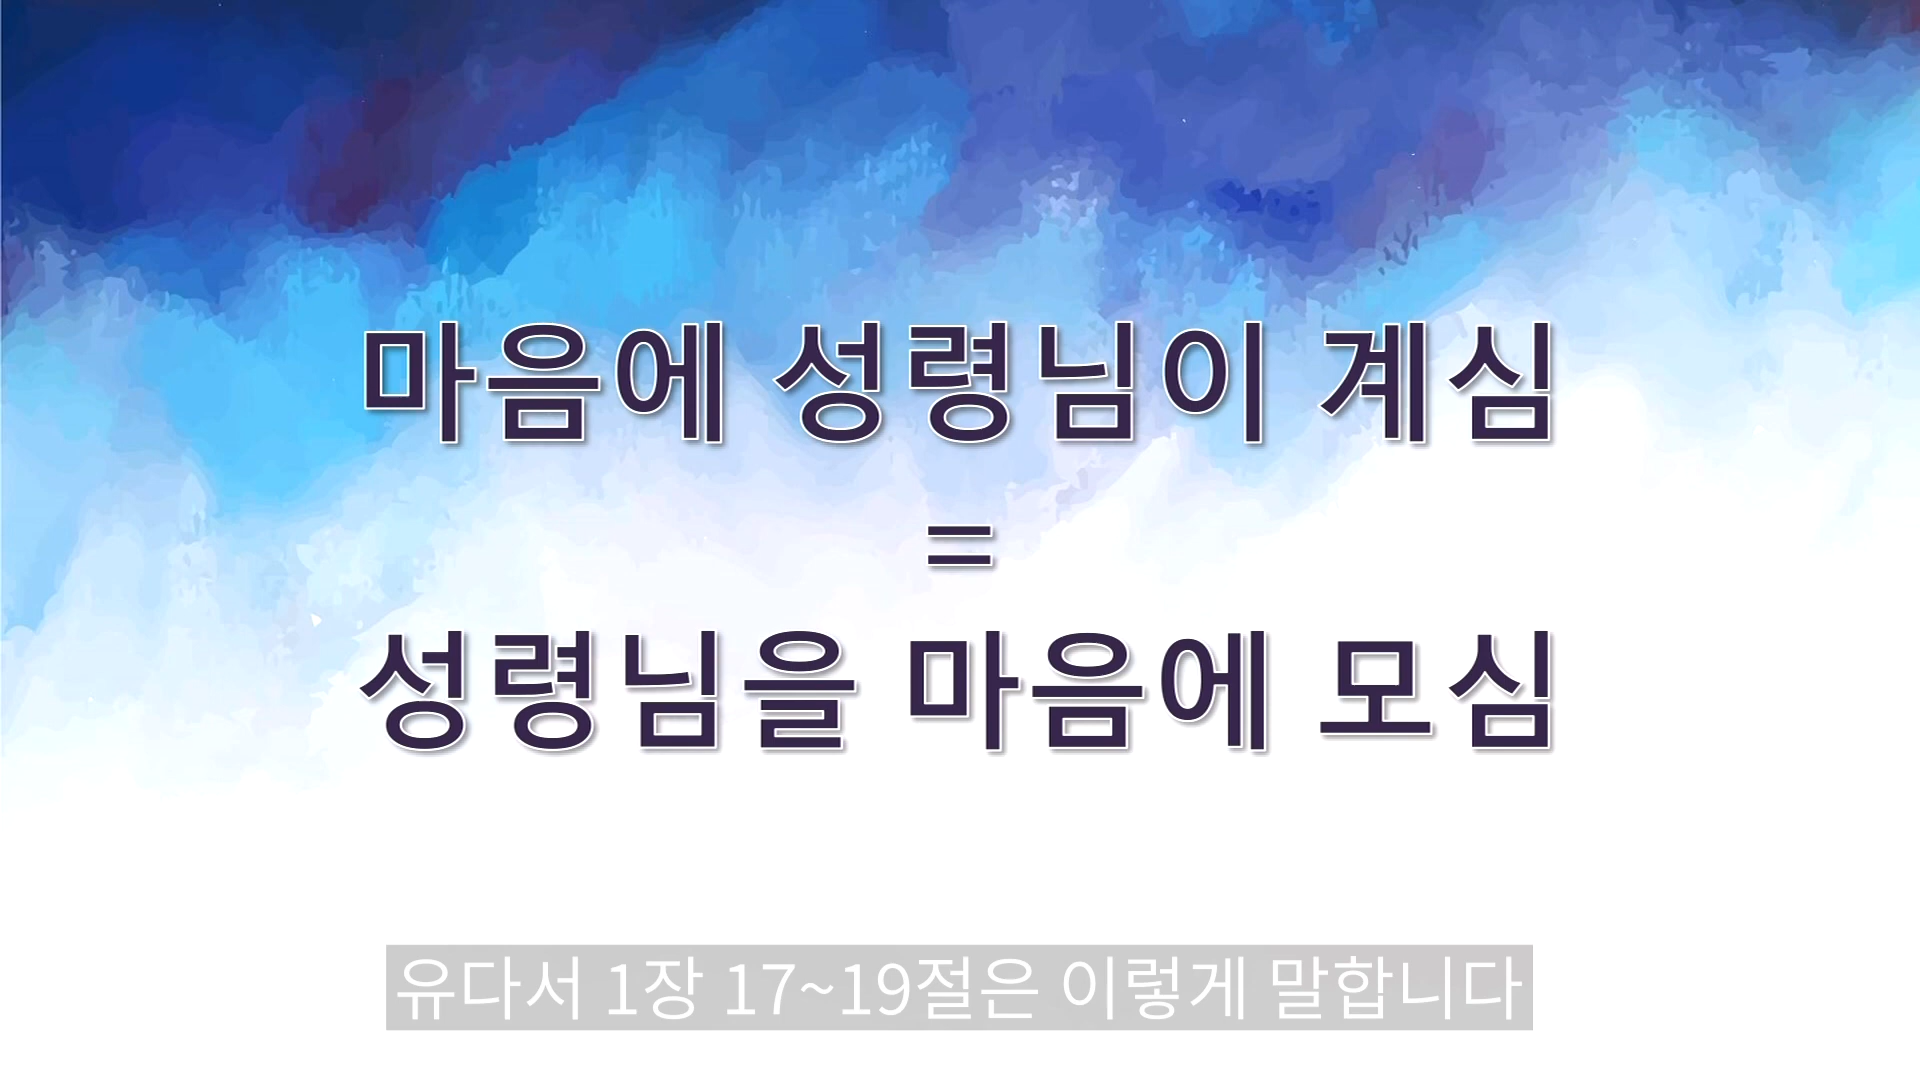 마음에 성령님이 계심
=
성령님을 마음에 모심
유다서 1장 17~19절은 이렇게 말합니다